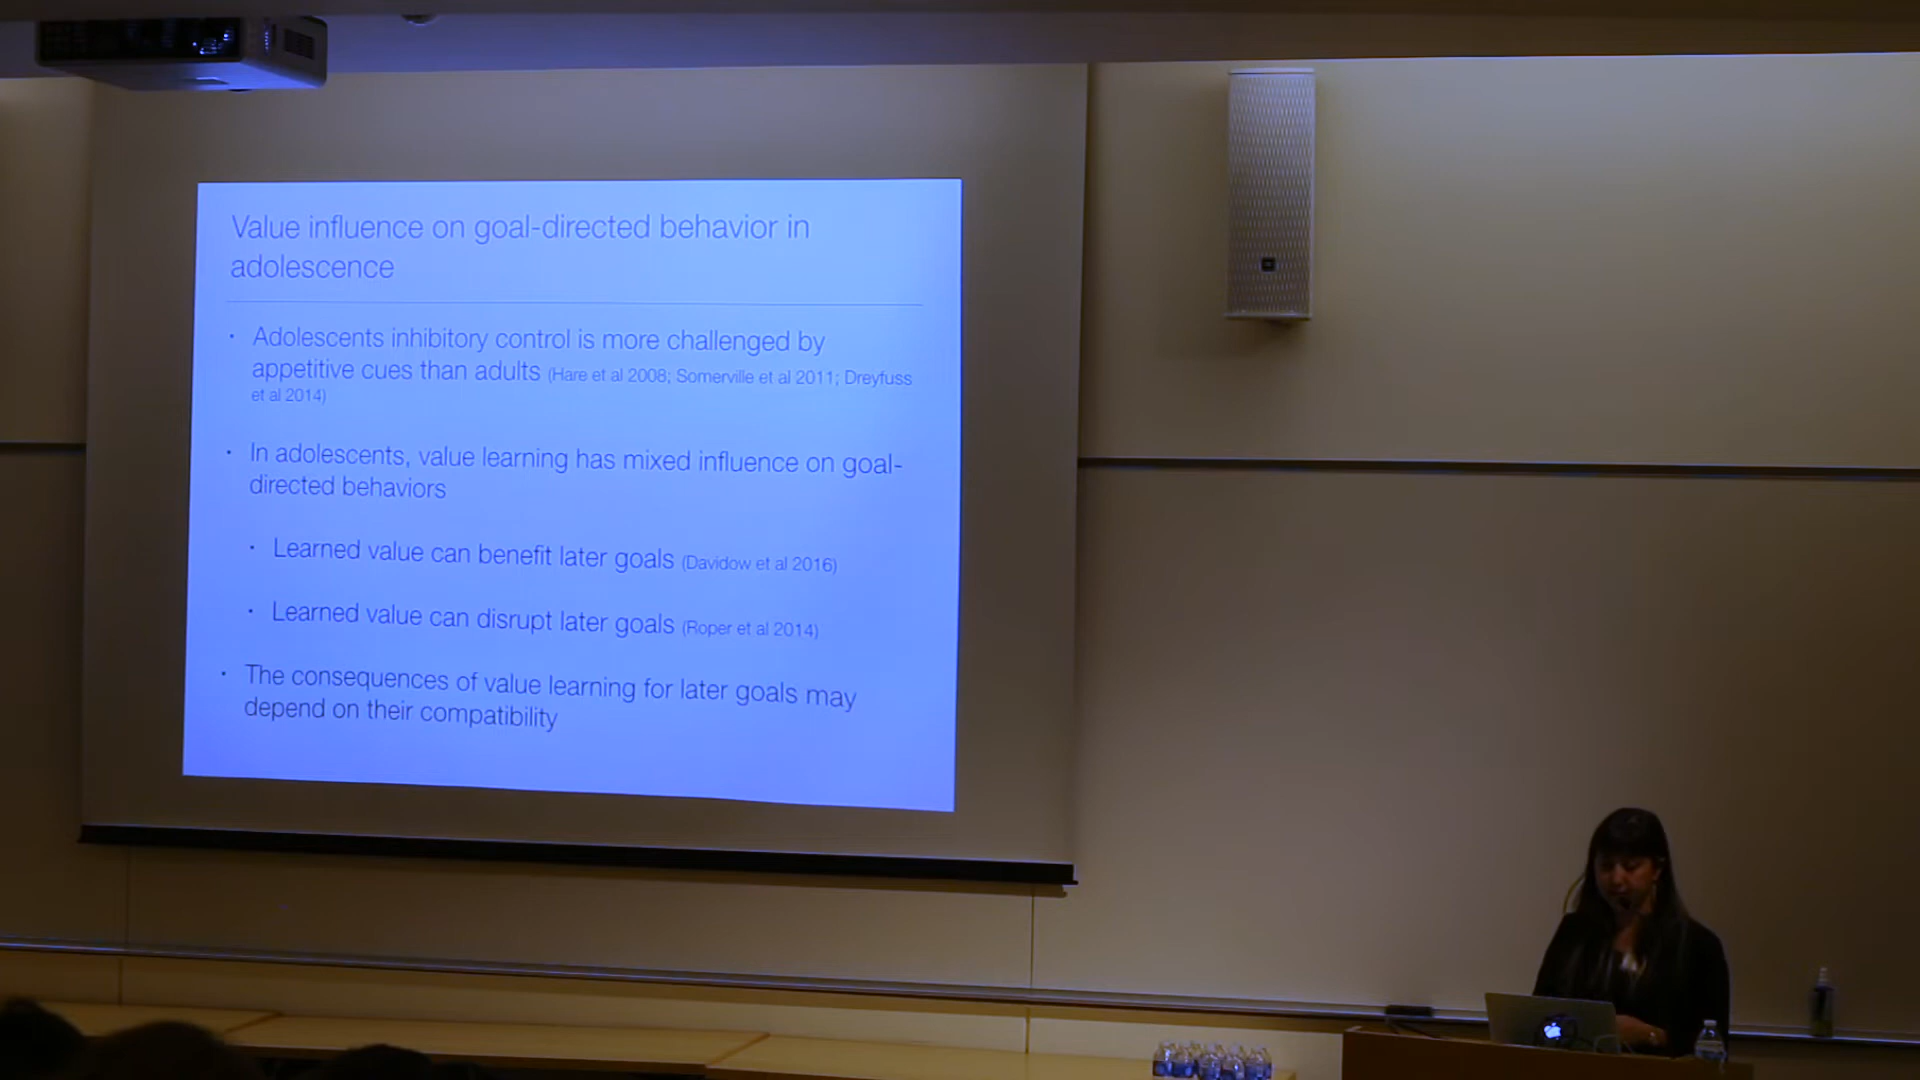 Value influence on goal-directed behavior in
adolescence
• Adolescents inhibitory control is more challenged by
appetitive cues than adults (Hare et al 2008; Somerville et al 2011; Dreyfuss
et al 2014)
• In adolescents, value learning has mixed influence on goal-
directed behaviors
• Learned value can benefit later goals (Davidow et al 2016)
• Learned value can disrupt later goals (Roper et al 2014)
• The consequences of value learning for later goals may
depend on their compatibility